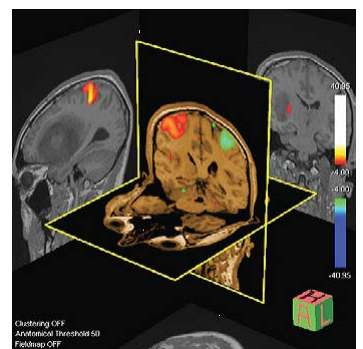 40.95
4.00
-4.00
-40.95
H
A L
Clustering OFF
Anatomical Threshold 50
Fieldmap OFF